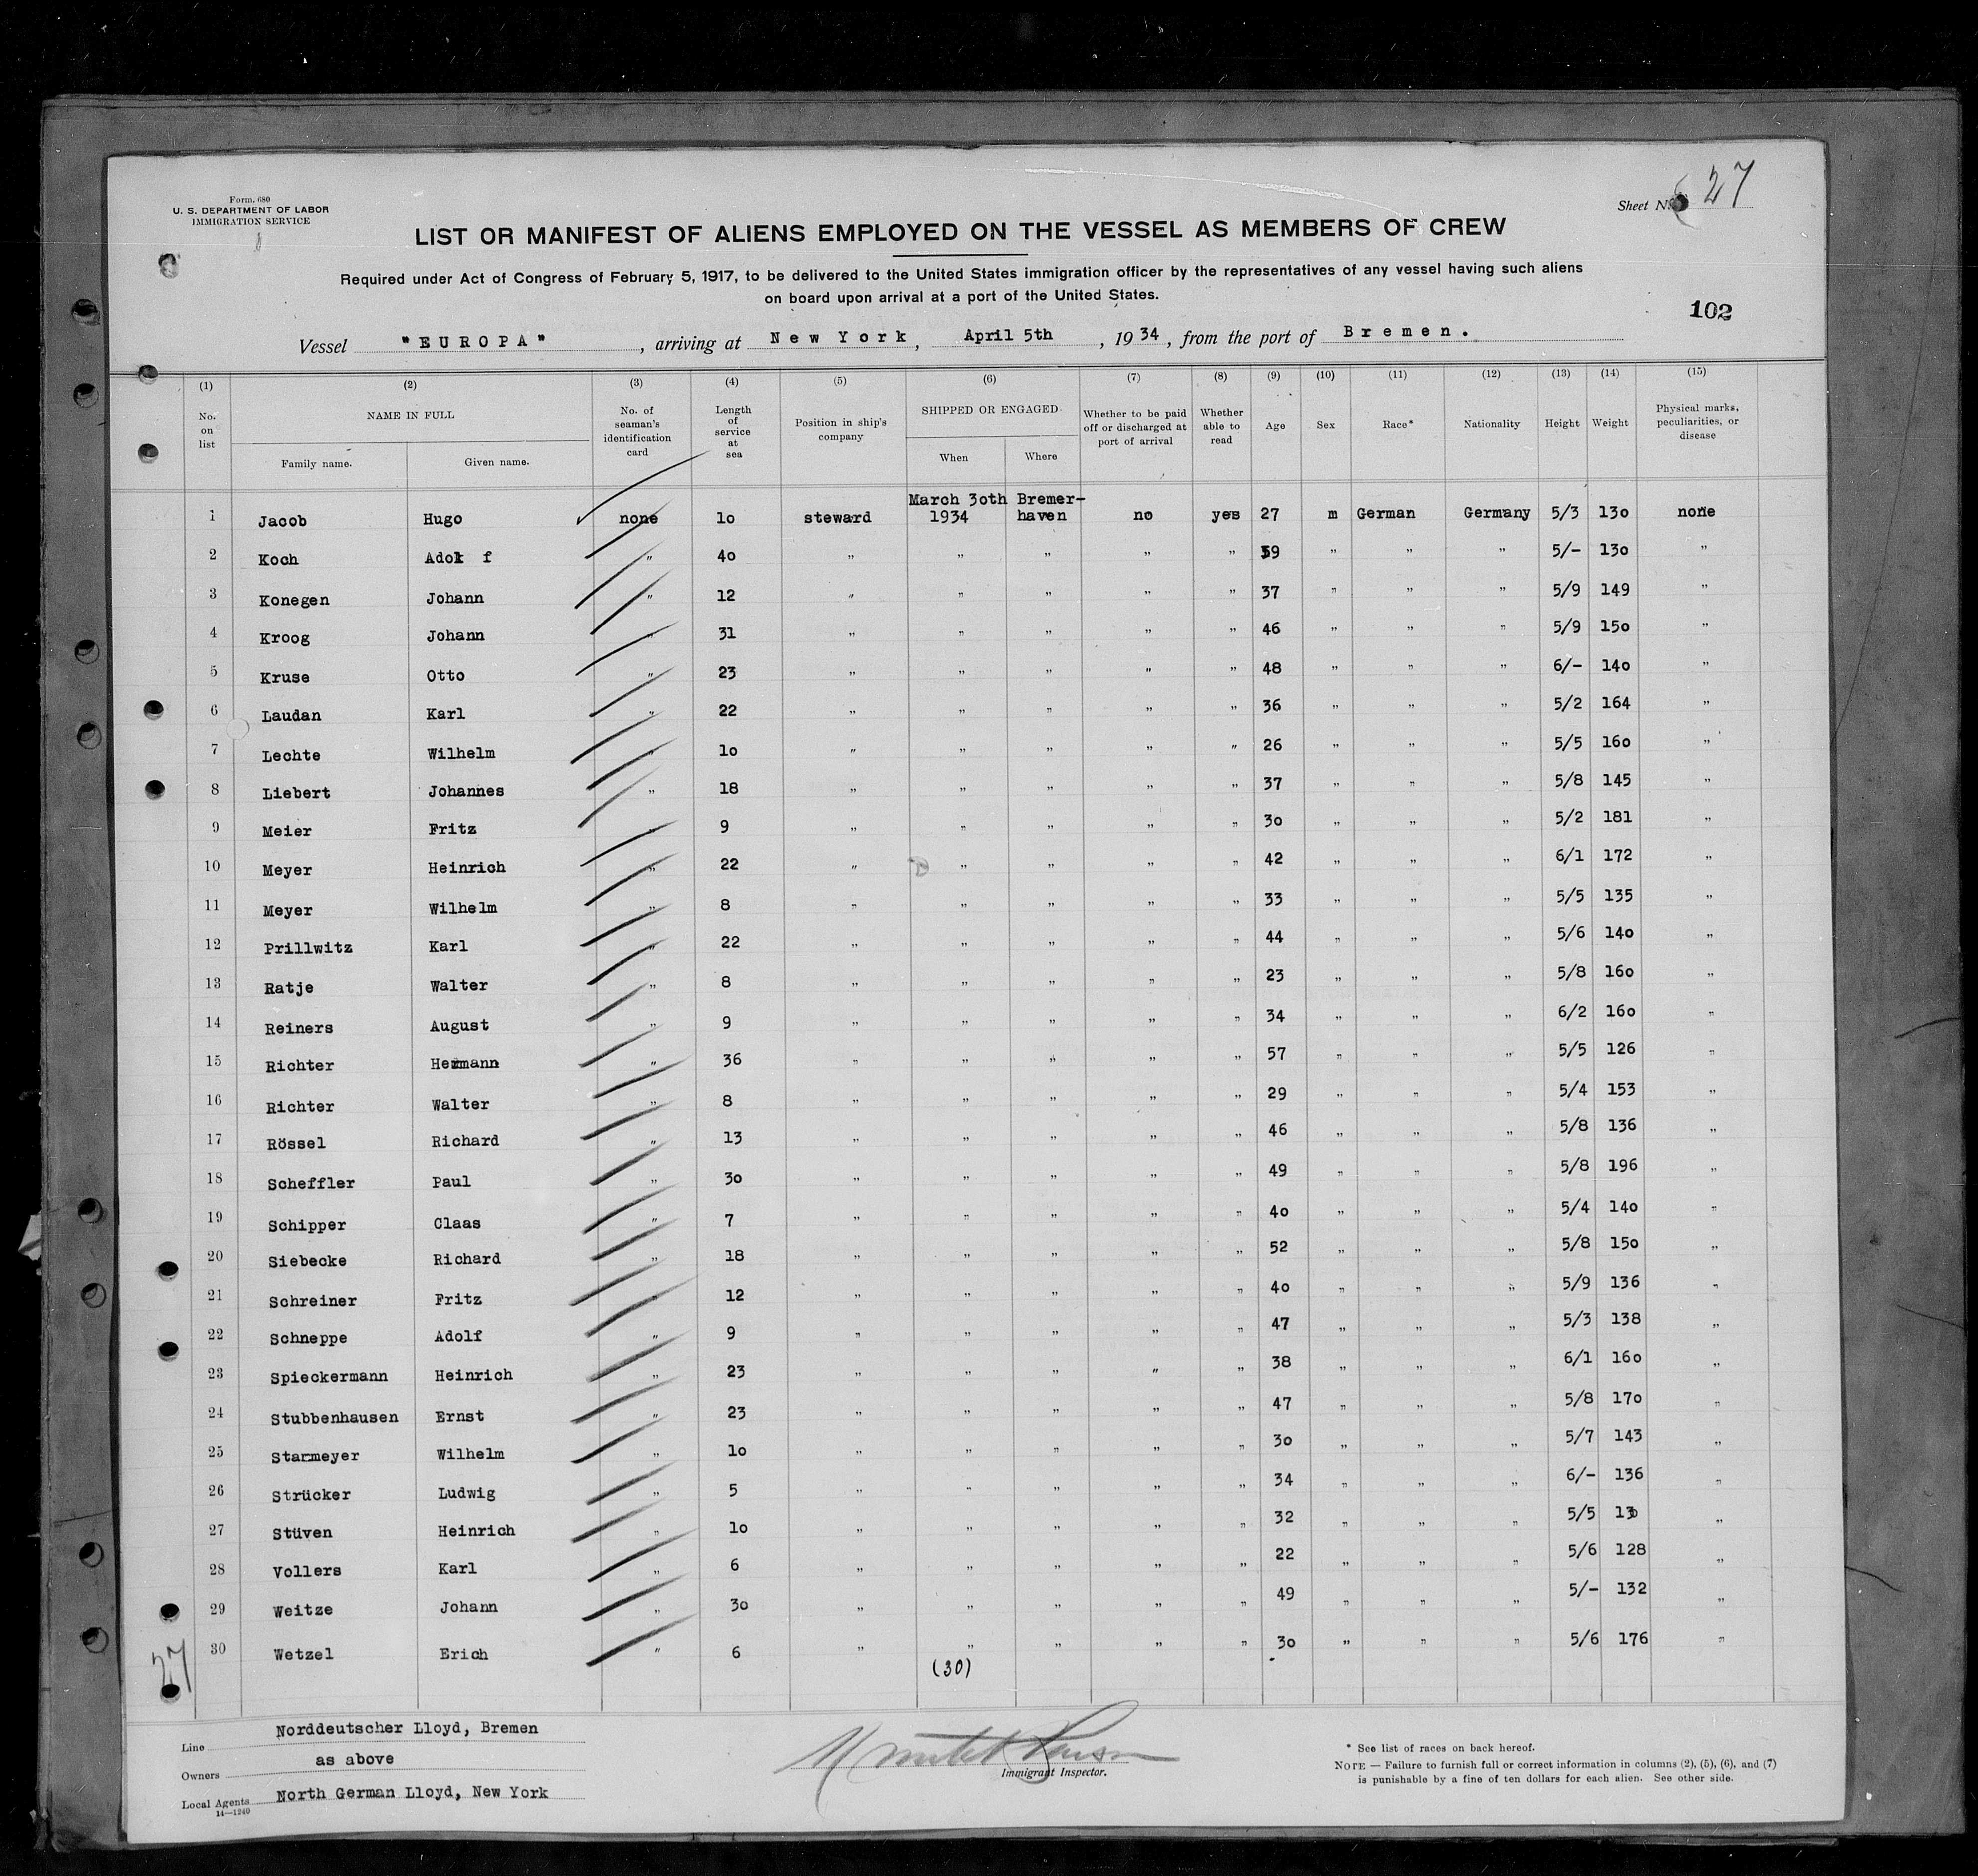 Form. 680
U. S. DEPARTMENT OF LABOR
IMMIGRATION SERVICE
Sheet No. 27
LIST OR MANIFEST OF ALIENS EMPLOYED ON THE VESSEL AS MEMBERS OF CREW
Required under Act of Congress of February 5, 1917, to be delivered to the United States immigration officer by the representatives of any vessel having such aliens
on board upon arrival at a port of the United States.
102
Vessel "EUROPA", arriving at New York, April 5th, 1934, from the port of Bremen.
(1) (2) (3) (4) (5) (6) (7) (8) (9) (10) (11) (12) (13) (14) (15)
No. on list NAME IN FULL Family name. Given name. No. of seaman's identification card Length of service at sea Position in ship's company SHIPPED OR ENGAGED When Where Whether to be paid off or discharged at port of arrival Whether able to read Age Sex Race* Nationality Height Weight Physical marks, peculiarities, or disease
1 Jacob Hugo none 10 steward March 30th 1934 Bremer-haven no yes 27 m German Germany 5/3 130 none
2 Koch Adolf " 40 " " " " " 39 " " " 5/- 130 "
3 Konegen Johann " 12 " " " " " 37 " " " 5/9 149 "
4 Kroog Johann " 31 " " " " " 46 " " " 5/9 150 "
5 Kruse Otto " 23 " " " " " 48 " " " 6/- 140 "
6 Laudan Karl " 22 " " " " " 36 " " " 5/2 164 "
7 Lechte Wilhelm " 10 " " " " " 26 " " " 5/5 160 "
8 Liebert Johannes " 18 " " " " " 37 " " " 5/8 145 "
9 Meier Fritz " 9 " " " " " 30 " " " 5/2 181 "
10 Meyer Heinrich " 22 " " " " " 42 " " " 6/1 172 "
11 Meyer Wilhelm " 8 " " " " " 33 " " " 5/5 135 "
12 Prillwitz Karl " 22 " " " " " 44 " " " 5/6 140 "
13 Ratje Walter " 8 " " " " " 23 " " " 5/8 160 "
14 Reiners August " 9 " " " " " 34 " " " 6/2 160 "
15 Richter Hermann " 36 " " " " " 57 " " " 5/5 126 "
16 Richter Walter " 8 " " " " " 29 " " " 5/4 153 "
17 Rössel Richard " 13 " " " " " 46 " " " 5/8 136 "
18 Scheffler Paul " 30 " " " " " 49 " " " 5/8 196 "
19 Schipper Claas " 7 " " " " " 40 " " " 5/4 140 "
20 Siebecke Richard " 18 " " " " " 52 " " " 5/8 150 "
21 Schreiner Fritz " 12 " " " " " 40 " " " 5/9 136 "
22 Schneppe Adolf " 9 " " " " " 47 " " " 5/3 138 "
23 Spieckermann Heinrich " 23 " " " " " 38 " " " 6/1 160 "
24 Stubbenhausen Ernst " 23 " " " " " 47 " " " 5/8 170 "
25 Starmeyer Wilhelm " 10 " " " " " 30 " " " 5/7 143 "
26 Strücker Ludwig " 5 " " " " " 34 " " " 6/- 136 "
27 Stüven Heinrich " 10 " " " " " 32 " " " 5/5 130 "
28 Vollers Karl " 6 " " " " " 22 " " " 5/6 128 "
29 Weitze Johann " 30 " " " " " 49 " " " 5/- 132 "
30 Wetzel Erich " 6 " " " " " 30 " " " 5/6 176 "
(30)
27
Line Norddeutscher Lloyd, Bremen
Owners as above
Local Agents North German Lloyd, New York
14—1240
Immigrant Inspector.
* See list of races on back hereof.
NOTE — Failure to furnish full or correct information in columns (2), (5), (6), and (7)
is punishable by a fine of ten dollars for each alien. See other side.